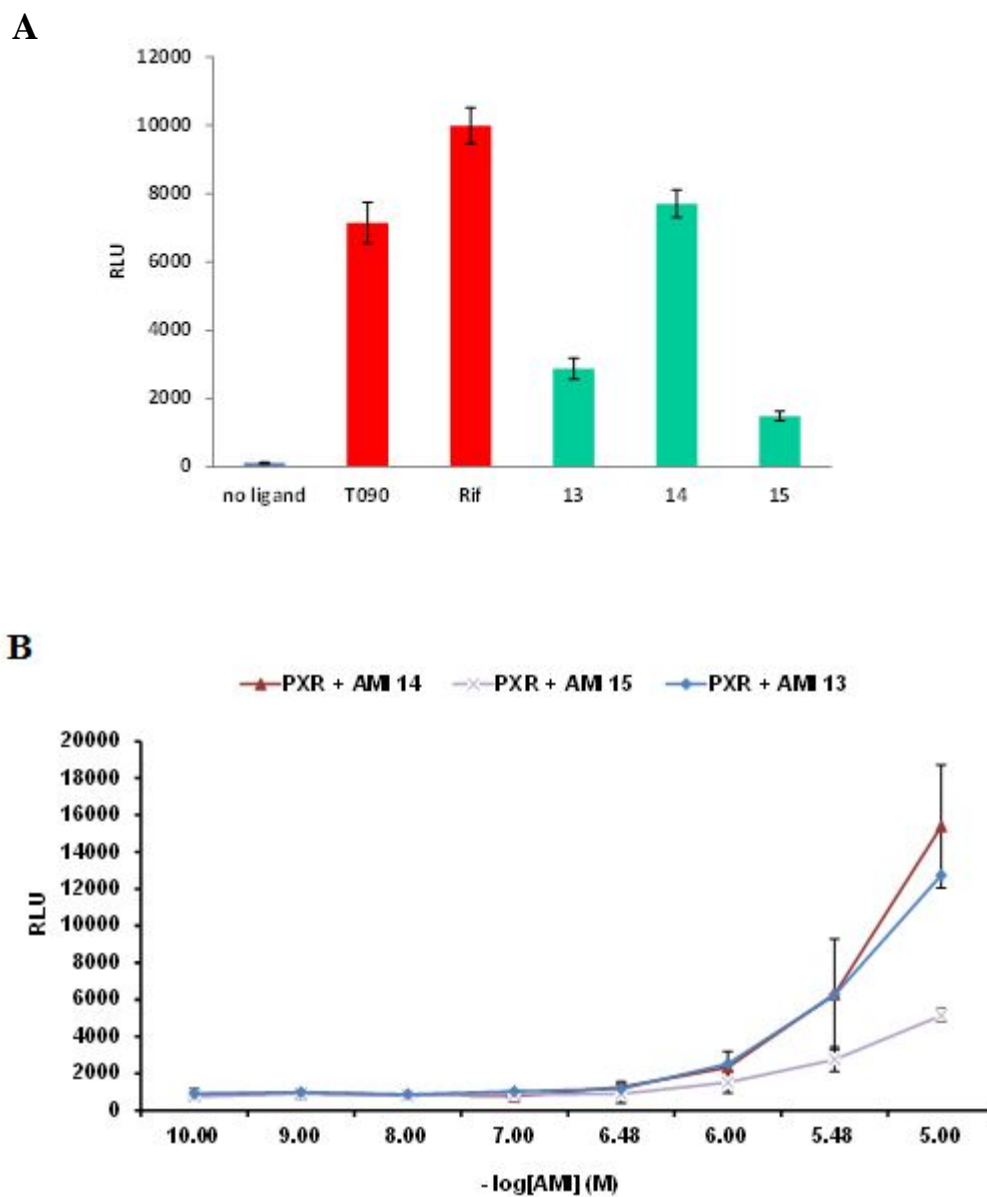 A
12000
10000
8000
6000
4000
2000
0
RLU
no ligand T090 Rif 13 14 15
B
PXR + AMI 14 PXR + AMI 15 PXR + AMI 13
20000
18000
16000
14000
12000
10000
8000
6000
4000
2000
0
RLU
10.00 9.00 8.00 7.00 6.48 6.00 5.48 5.00
- log[AMI] (M)